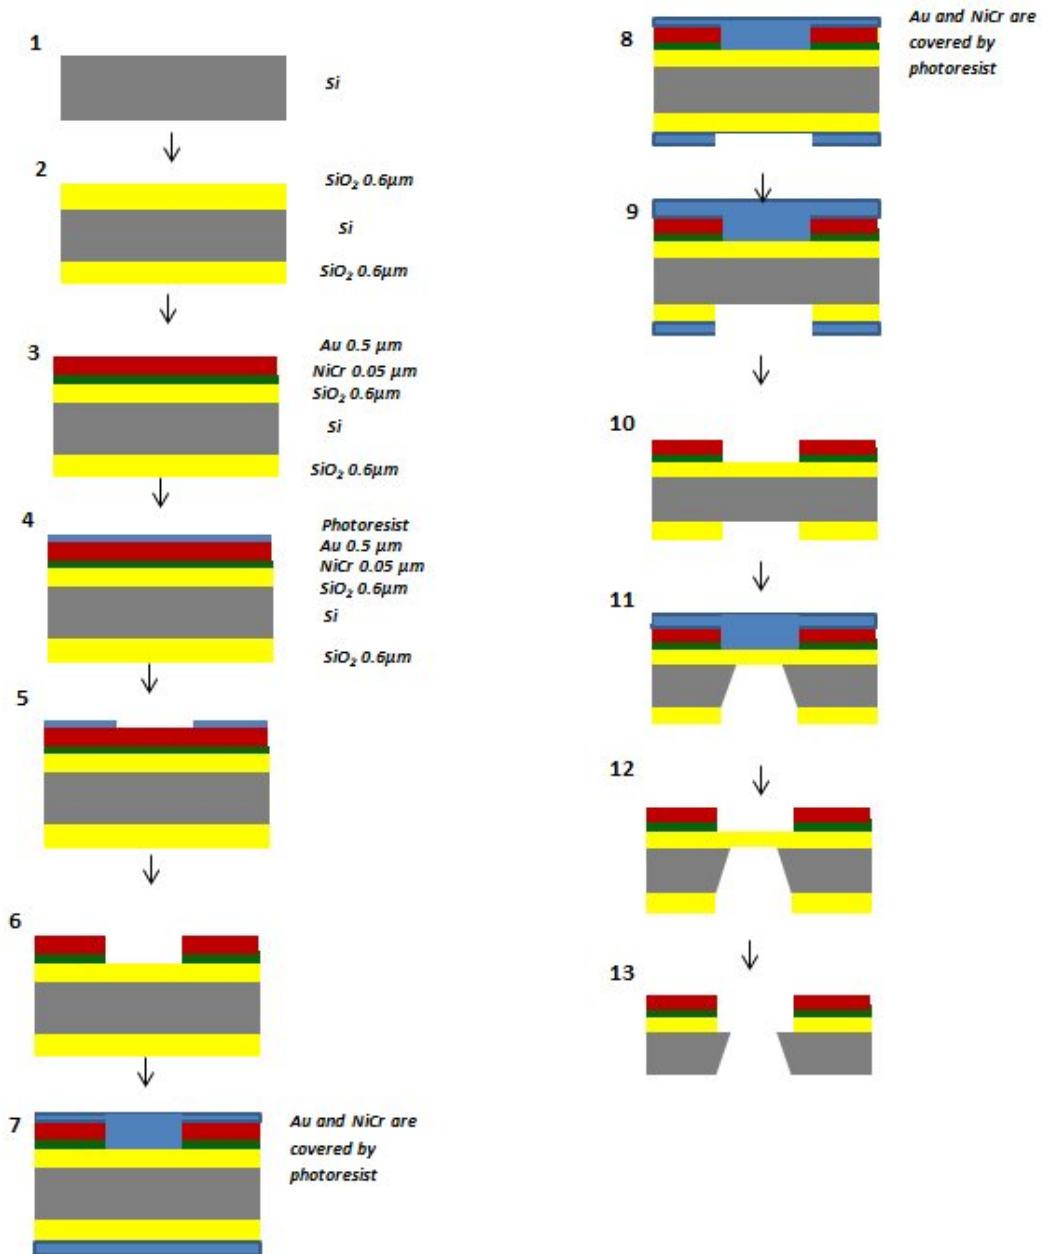 1
Si
2
SiO₂ 0.6μm
Si
SiO₂ 0.6μm
3
Au 0.5 μm
NiCr 0.05 μm
SiO₂ 0.6μm
Si
SiO₂ 0.6μm
4
Photoresist
Au 0.5 μm
NiCr 0.05 μm
SiO₂ 0.6μm
Si
SiO₂ 0.6μm
5
6
7
Au and NiCr are
covered by
photoresist
8
Au and NiCr are
covered by
photoresist
9
10
11
12
13